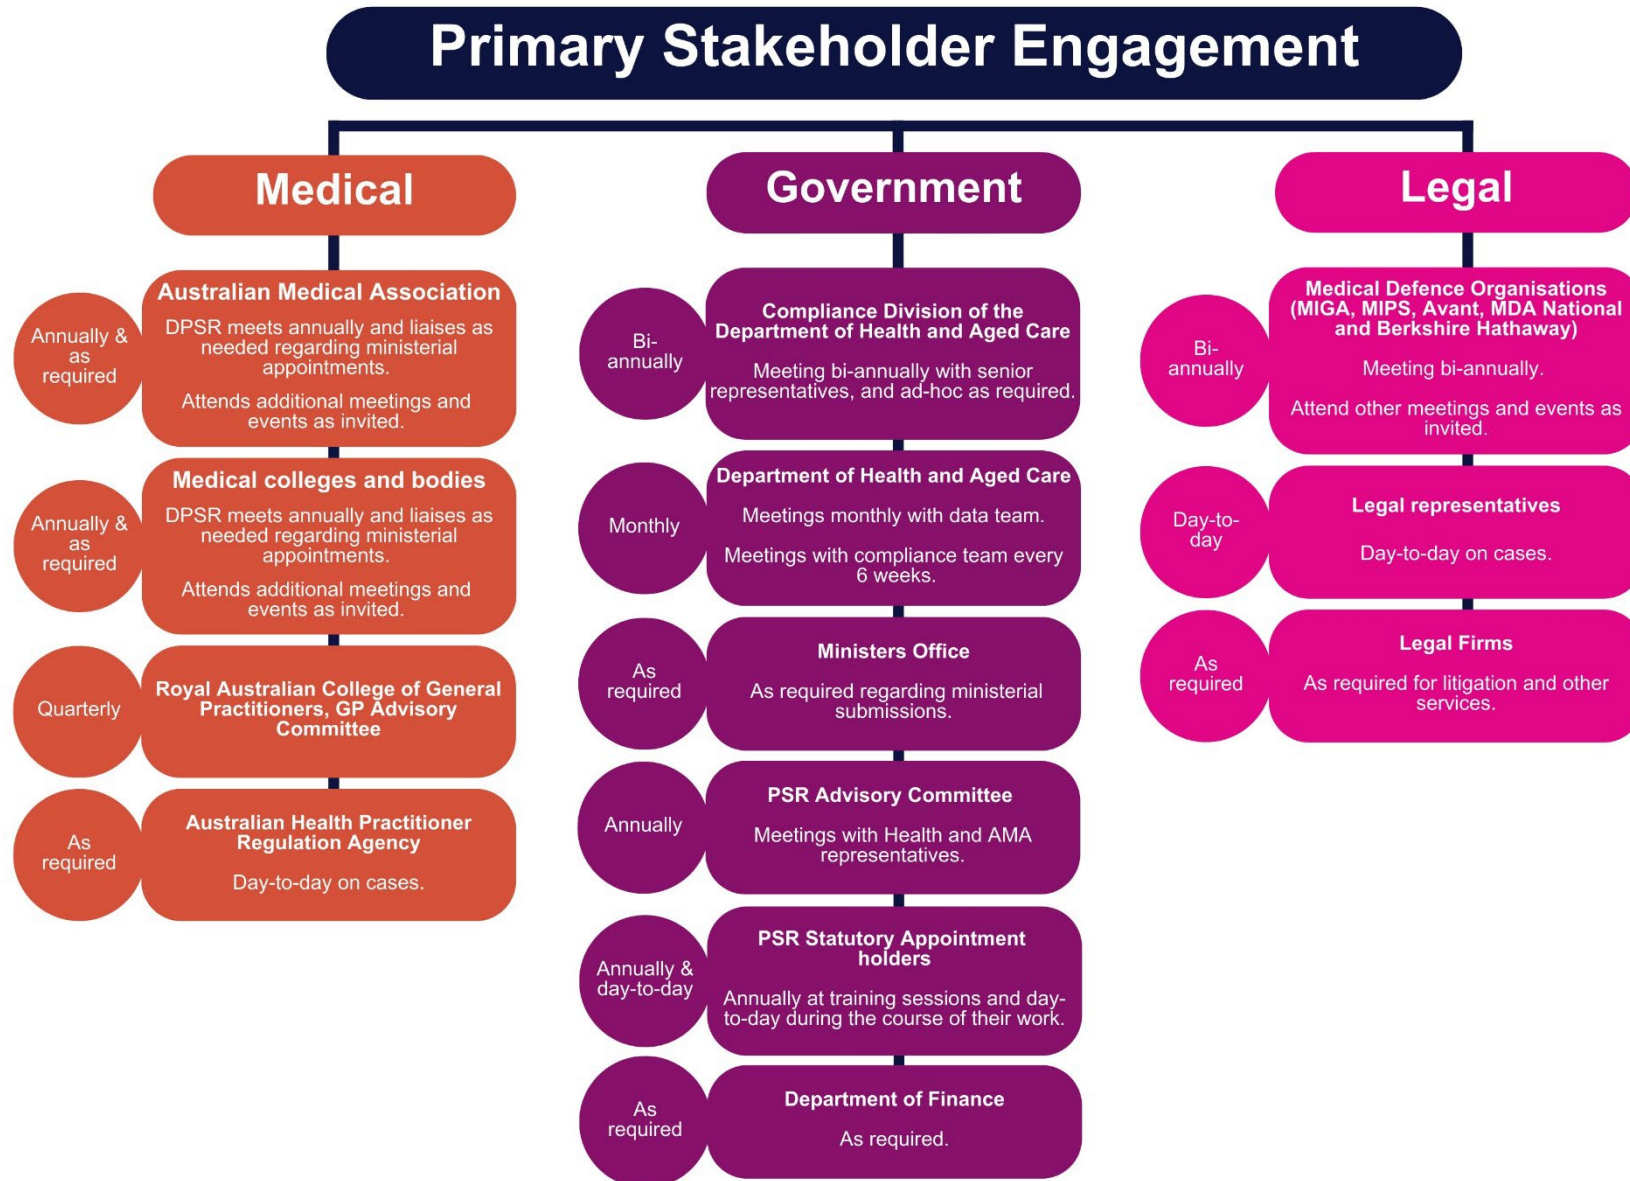 Primary Stakeholder Engagement
Medical
Annually &
as
required
Australian Medical Association
DPSR meets annually and liaises as
needed regarding ministerial
appointments.
Attends additional meetings and
events as invited.
Annually &
as
required
Medical colleges and bodies
DPSR meets annually and liaises as
needed regarding ministerial
appointments.
Attends additional meetings and
events as invited.
Quarterly
Royal Australian College of General
Practitioners, GP Advisory
Committee
As
required
Australian Health Practitioner
Regulation Agency
Day-to-day on cases.
Government
Bi-
annually
Compliance Division of the
Department of Health and Aged Care
Meeting bi-annually with senior
representatives, and ad-hoc as required.
Monthly
Department of Health and Aged Care
Meetings monthly with data team.
Meetings with compliance team every
6 weeks.
As
required
Ministers Office
As required regarding ministerial
submissions.
Annually
PSR Advisory Committee
Meetings with Health and AMA
representatives.
Annually &
day-to-day
PSR Statutory Appointment
holders
Annually at training sessions and day-
to-day during the course of their work.
As
required
Department of Finance
As required.
Legal
Bi-
annually
Medical Defence Organisations
(MIGA, MIPS, Avant, MDA National
and Berkshire Hathaway)
Meeting bi-annually.
Attend other meetings and events as
invited.
Day-to-
day
Legal representatives
Day-to-day on cases.
As
required
Legal Firms
As required for litigation and other
services.